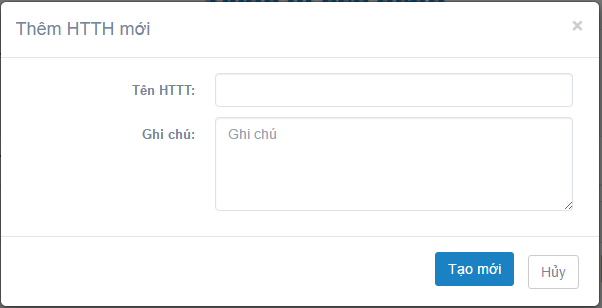 Thêm HTTH mới
×
Tên HTTT:
Ghi chú:
Ghi chú
Tạo mới
Hủy